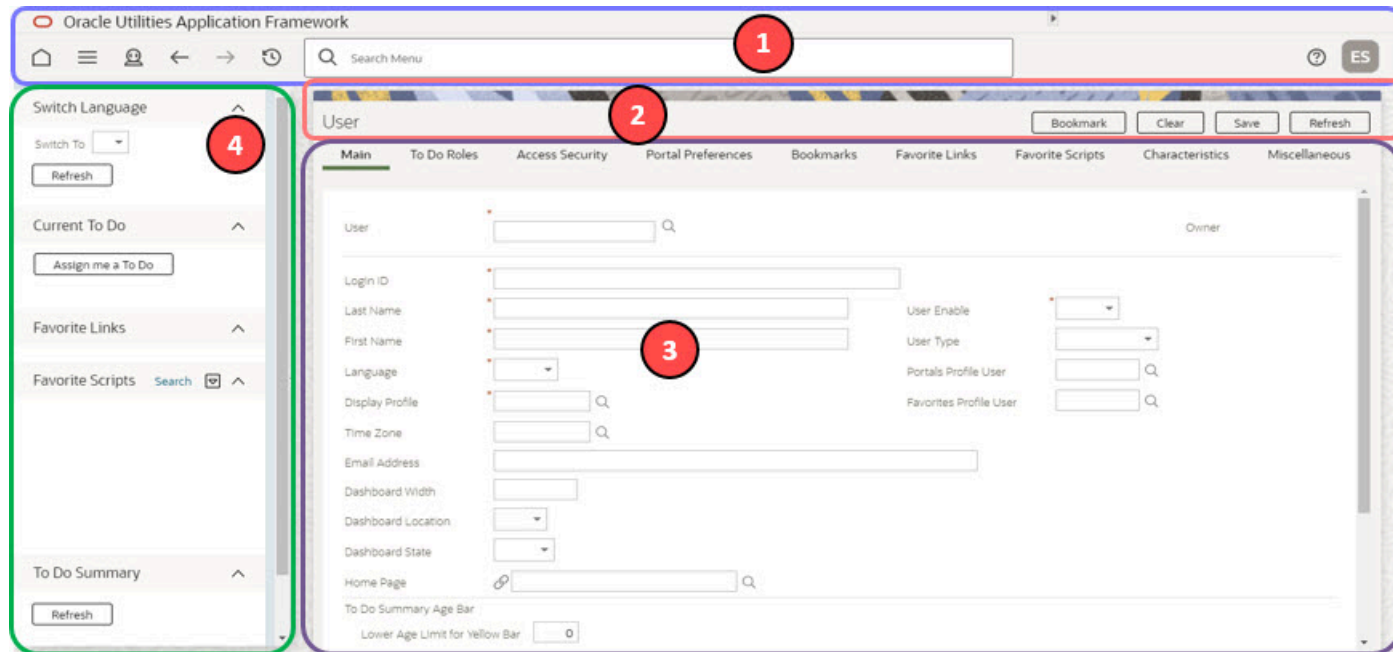 Oracle Utilities Application Framework
Search Menu
1
ES
Switch Language
4
Switch To
Refresh
Current To Do
Assign me a To Do
Favorite Links
Favorite Scripts Search
To Do Summary
Refresh
User
2
Bookmark Clear Save Refresh
Main To Do Roles Access Security Portal Preferences Bookmarks Favorite Links Favorite Scripts Characteristics Miscellaneous
User * Owner
Login ID *
Last Name * User Enable *
First Name * User Type
3
Language * Portals Profile User
Display Profile * Favorites Profile User
Time Zone
Email Address
Dashboard Width
Dashboard Location
Dashboard State
Home Page
To Do Summary Age Bar
Lower Age Limit for Yellow Bar 0